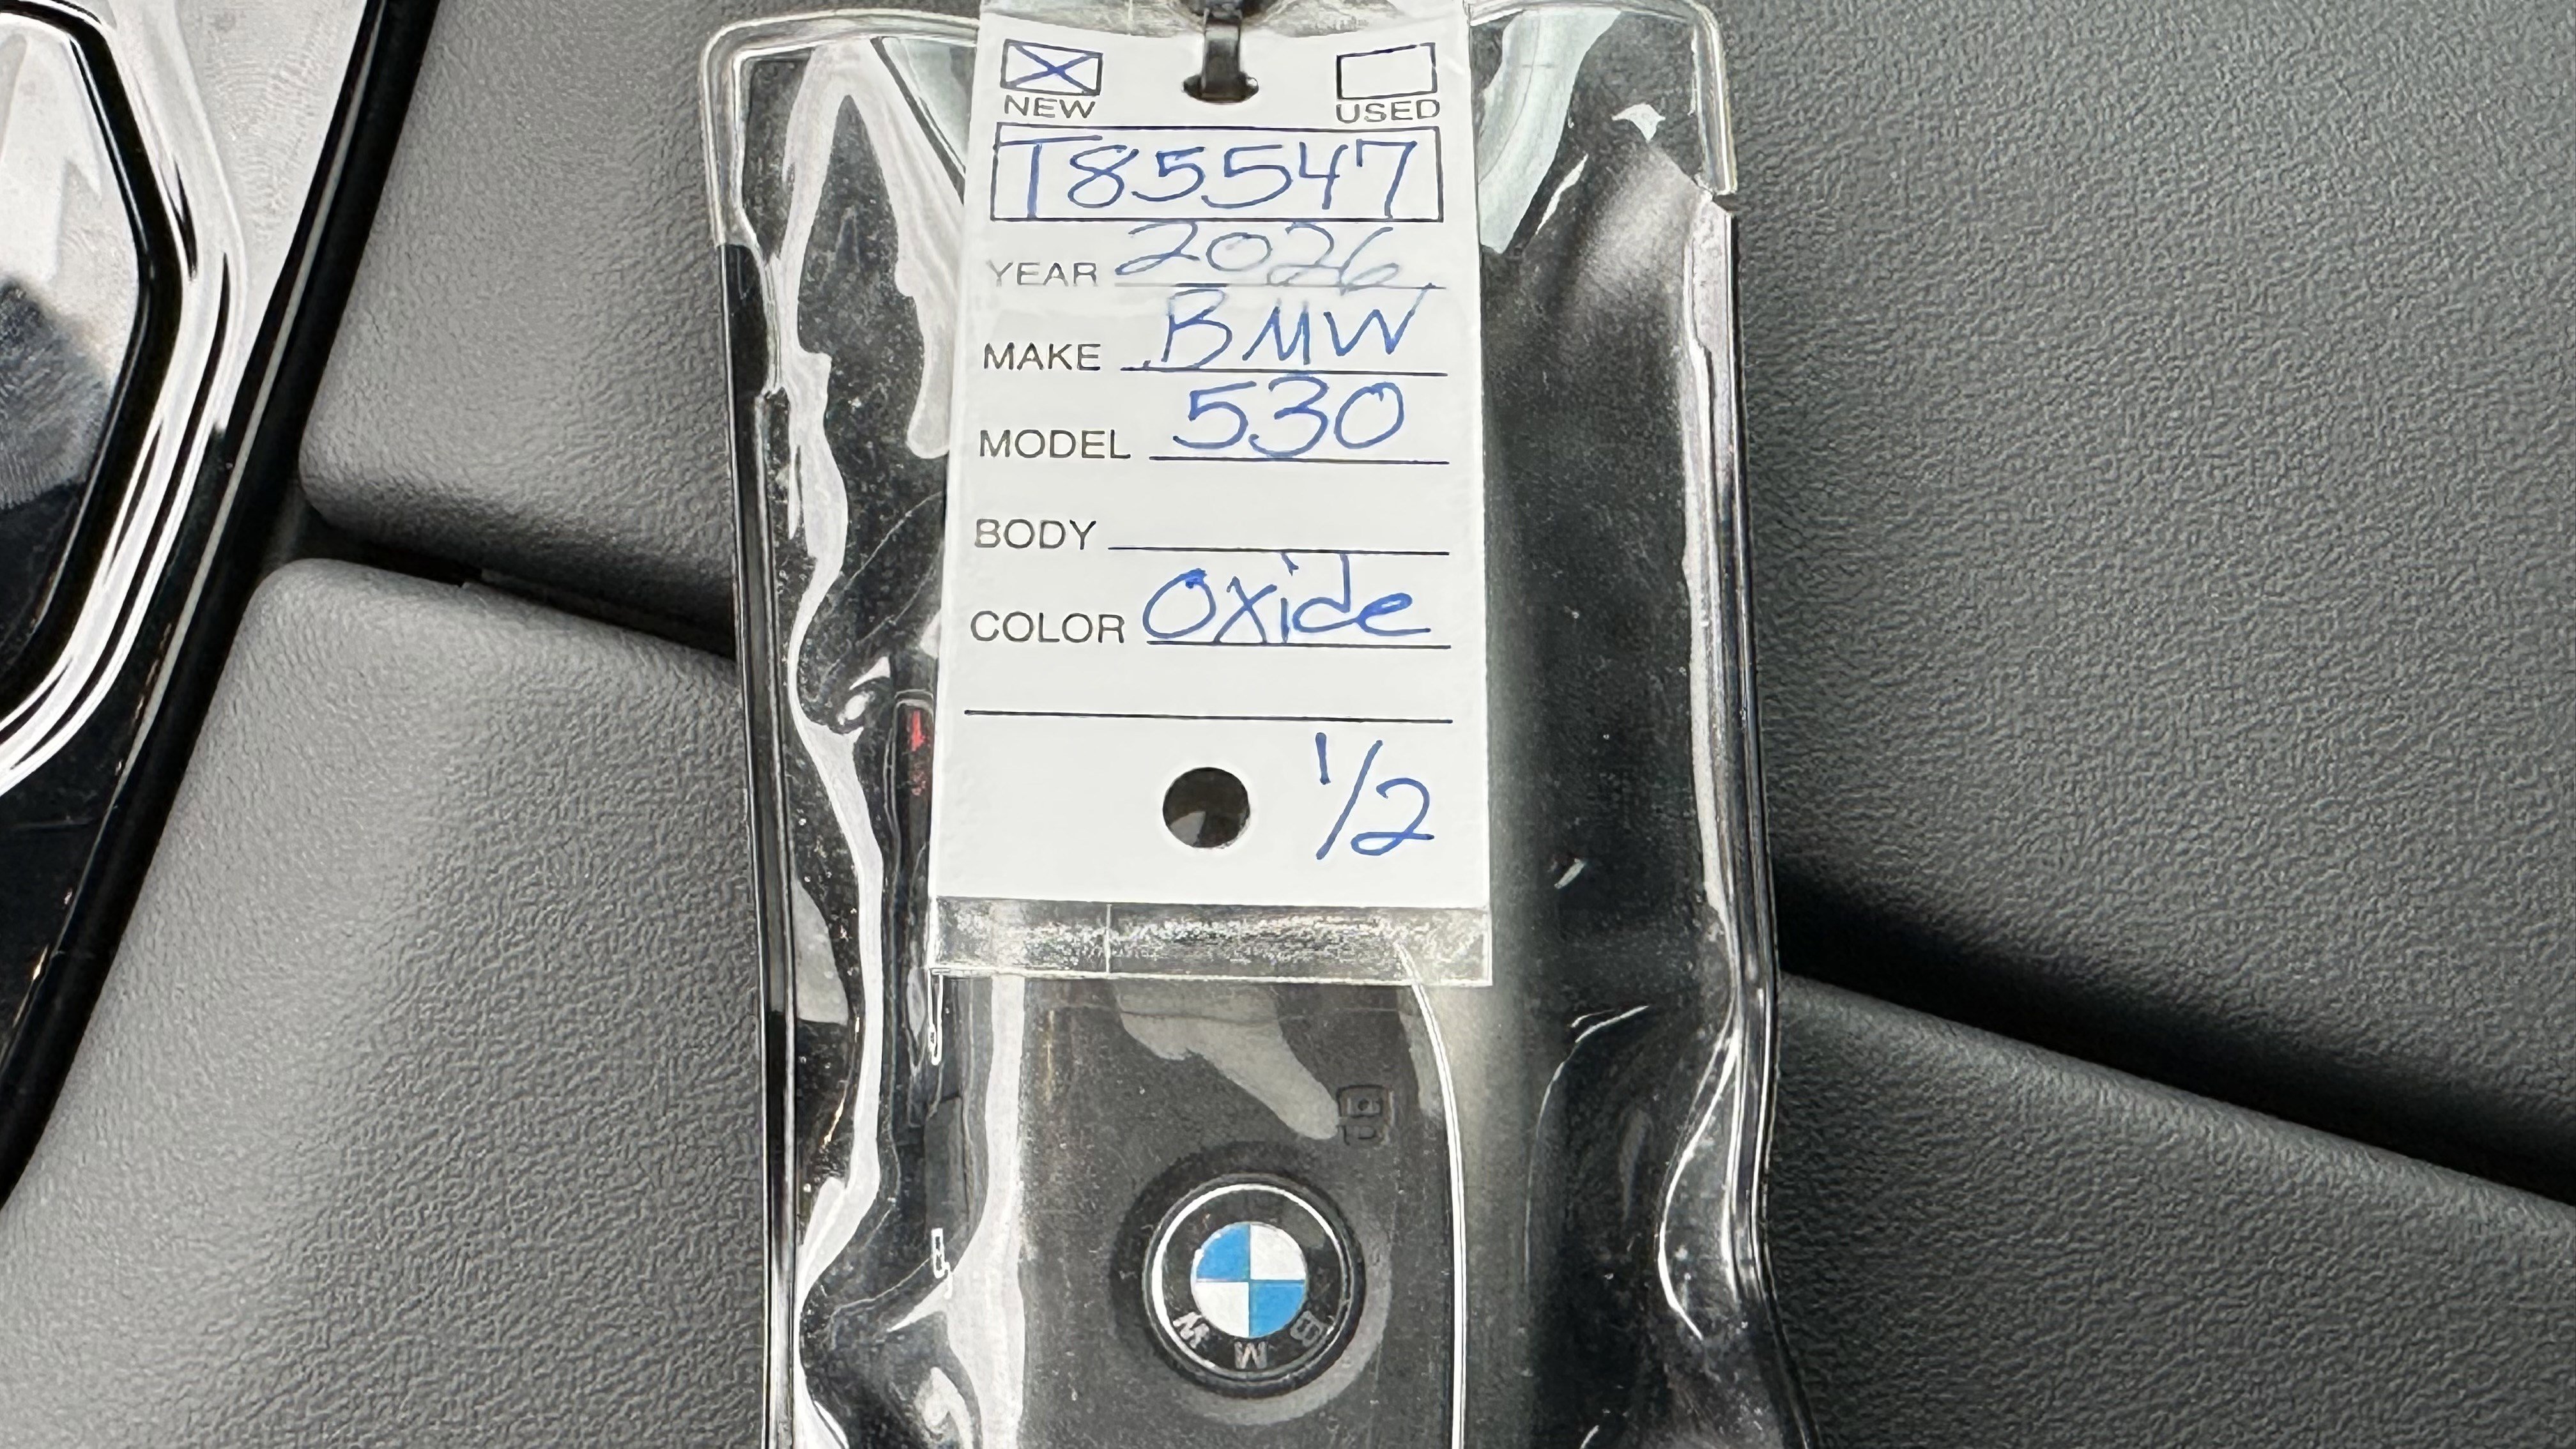 NEW USED
T85547
YEAR 2026
MAKE BMW
MODEL 530
BODY
COLOR Oxide
1/2
BMW